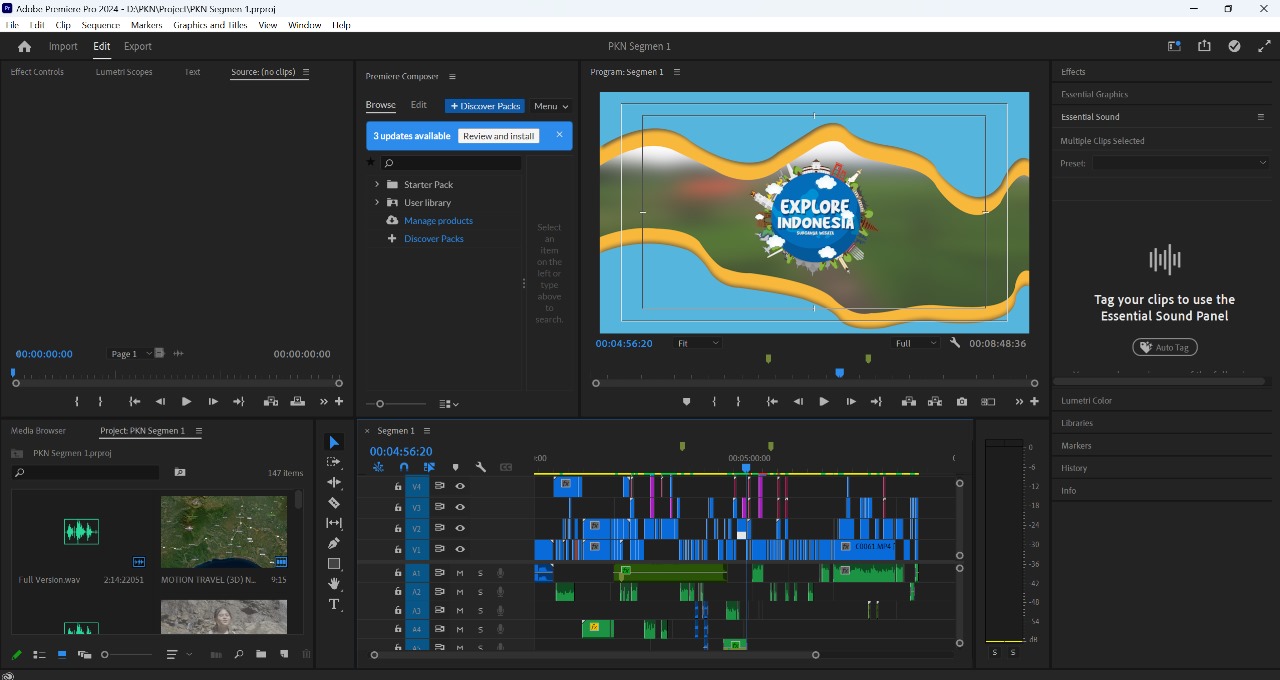 Adobe Premiere Pro 2024 - D:\PKN\Project\PKN Segmen 1.prproj
File Edit Clip Sequence Markers Graphics and Titles View Window Help
Import Edit Export PKN Segmen 1
Effect Controls Lumetri Scopes Text Source: (no clips)
00:00:00:00 Page 1 00:00:00:00
Premiere Composer
Browse Edit + Discover Packs Menu
3 updates available Review and install
Starter Pack
User library
Manage products
Discover Packs
Select
an
item
on the
left or
type
above
to
search.
Program: Segmen 1
EXPLORE
INDONESIA
00:04:56:20 Fit Full 00:08:48:36
Effects
Essential Graphics
Essential Sound
Multiple Clips Selected
Preset:
Tag your clips to use the
Essential Sound Panel
Auto Tag
Lumetri Color
Libraries
Markers
History
Info
Media Browser Project: PKN Segmen 1
PKN Segmen 1.prproj
147 items
Full Version.wav 2:14:22051
MOTION TRAVEL (3D) N... 9:15
Segmen 1
00:04:56:20
:00 00:05:00:00
V4
V3
V2
V1 C0061.MP4
A1 M S
A2 M S
A3 M S
A4 M S
0
-6
-12
-18
-24
-30
-36
-42
-48
-54
dB
S S